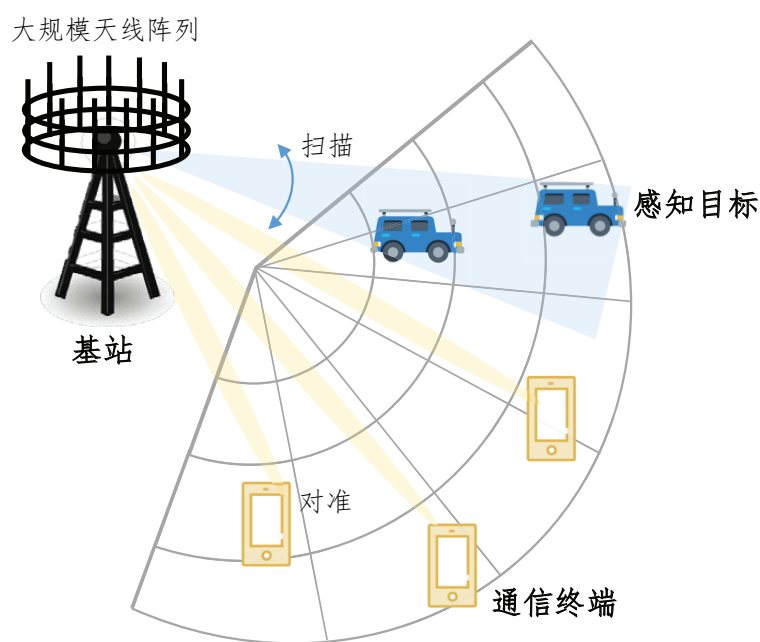 大规模天线阵列
扫描
感知目标
基站
对准
通信终端